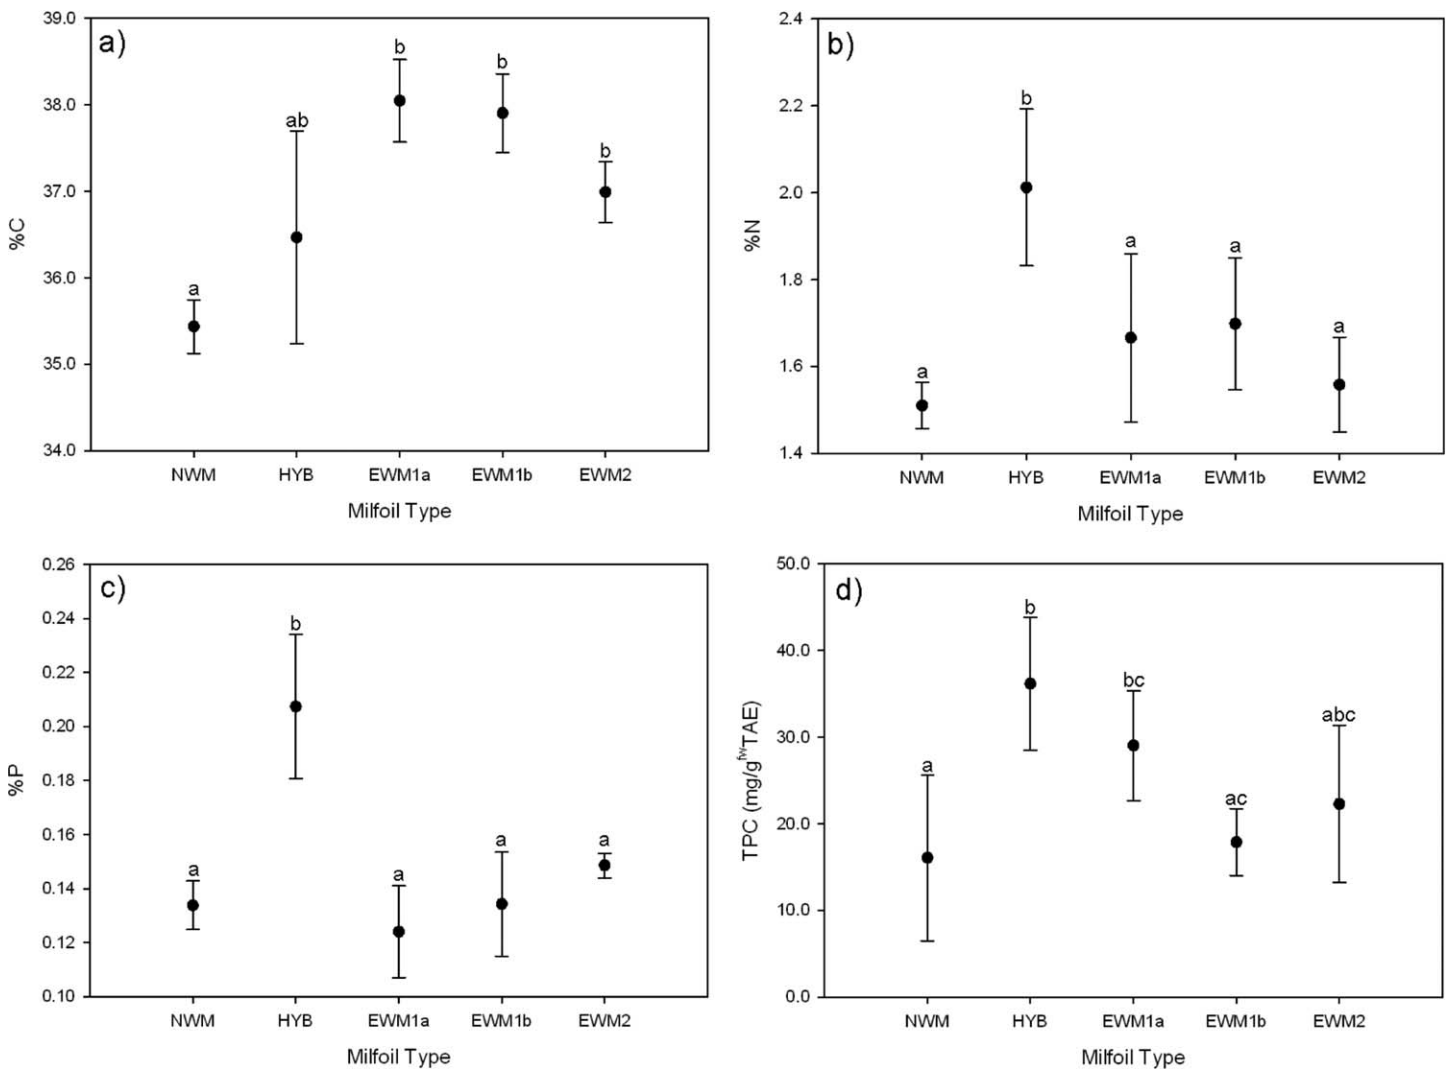 a)
39.0
38.0
37.0
36.0
35.0
34.0
%C
b
b
ab
b
a
NWM HYB EWM1a EWM1b EWM2
Milfoil Type
b)
2.4
2.2
2.0
1.8
1.6
1.4
%N
b
a
a
a
a
NWM HYB EWM1a EWM1b EWM2
Milfoil Type
c)
0.26
0.24
0.22
0.20
0.18
0.16
0.14
0.12
0.10
%P
b
a
a
a
a
NWM HYB EWM1a EWM1b EWM2
Milfoil Type
d)
50.0
40.0
30.0
20.0
10.0
0.0
TPC (mg/g^fw TAE)
b
bc
abc
a
ac
NWM HYB EWM1a EWM1b EWM2
Milfoil Type